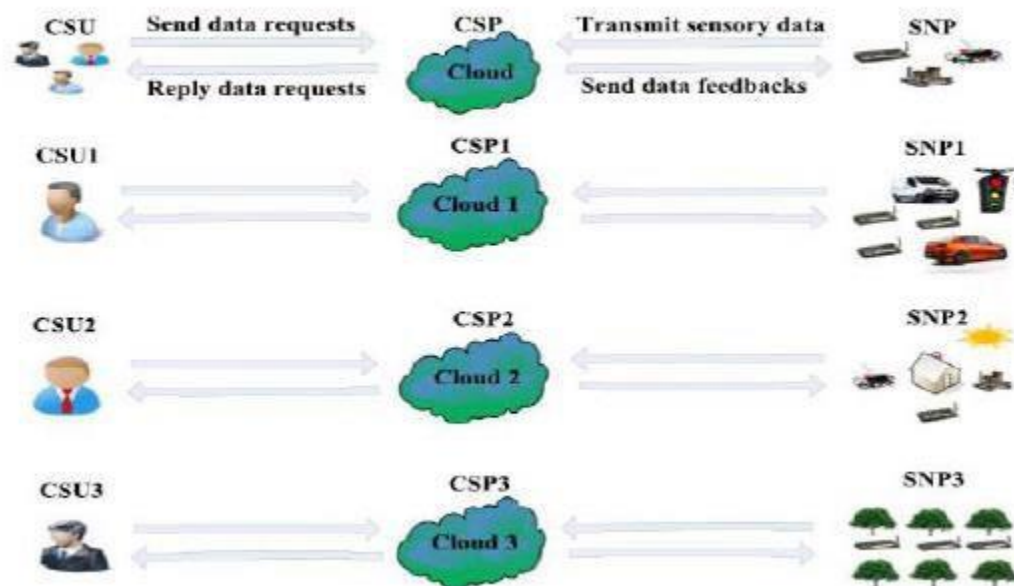 CSU Send data requests CSP Transmit sensory data SNP
Cloud
Reply data requests Send data feedbacks
CSU1 CSP1 SNP1
Cloud 1
CSU2 CSP2 SNP2
Cloud 2
CSU3 CSP3 SNP3
Cloud 3